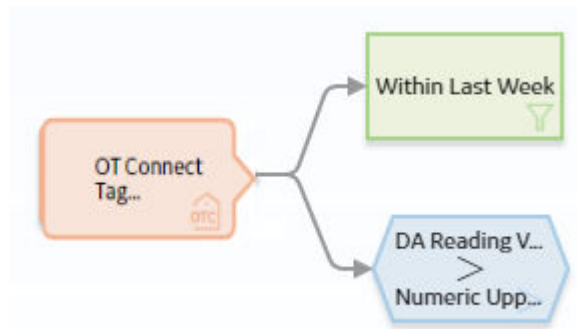 Within Last Week
OT Connect
Tag...
OTC
DA Reading V...
>
Numeric Upp...